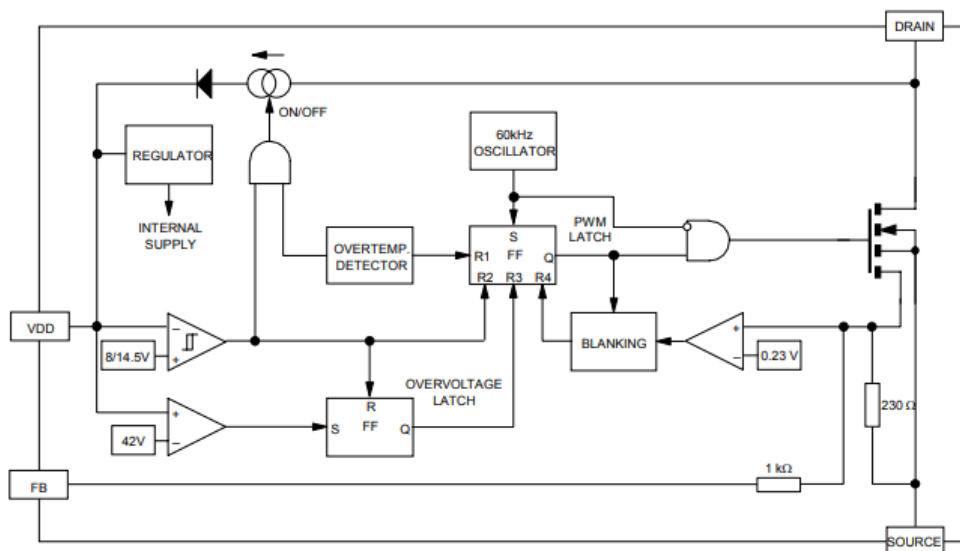 DRAIN
ON/OFF
60kHz
OSCILLATOR
REGULATOR
INTERNAL
SUPPLY
PWM
LATCH
OVERTEMP.
DETECTOR
S
R1 FF Q
R2 R3 R4
VDD
8/14.5V
−
+
BLANKING
+
−
0.23 V
230 Ω
OVERVOLTAGE
LATCH
R
S FF Q
+
−
42V
1 kΩ
FB
SOURCE